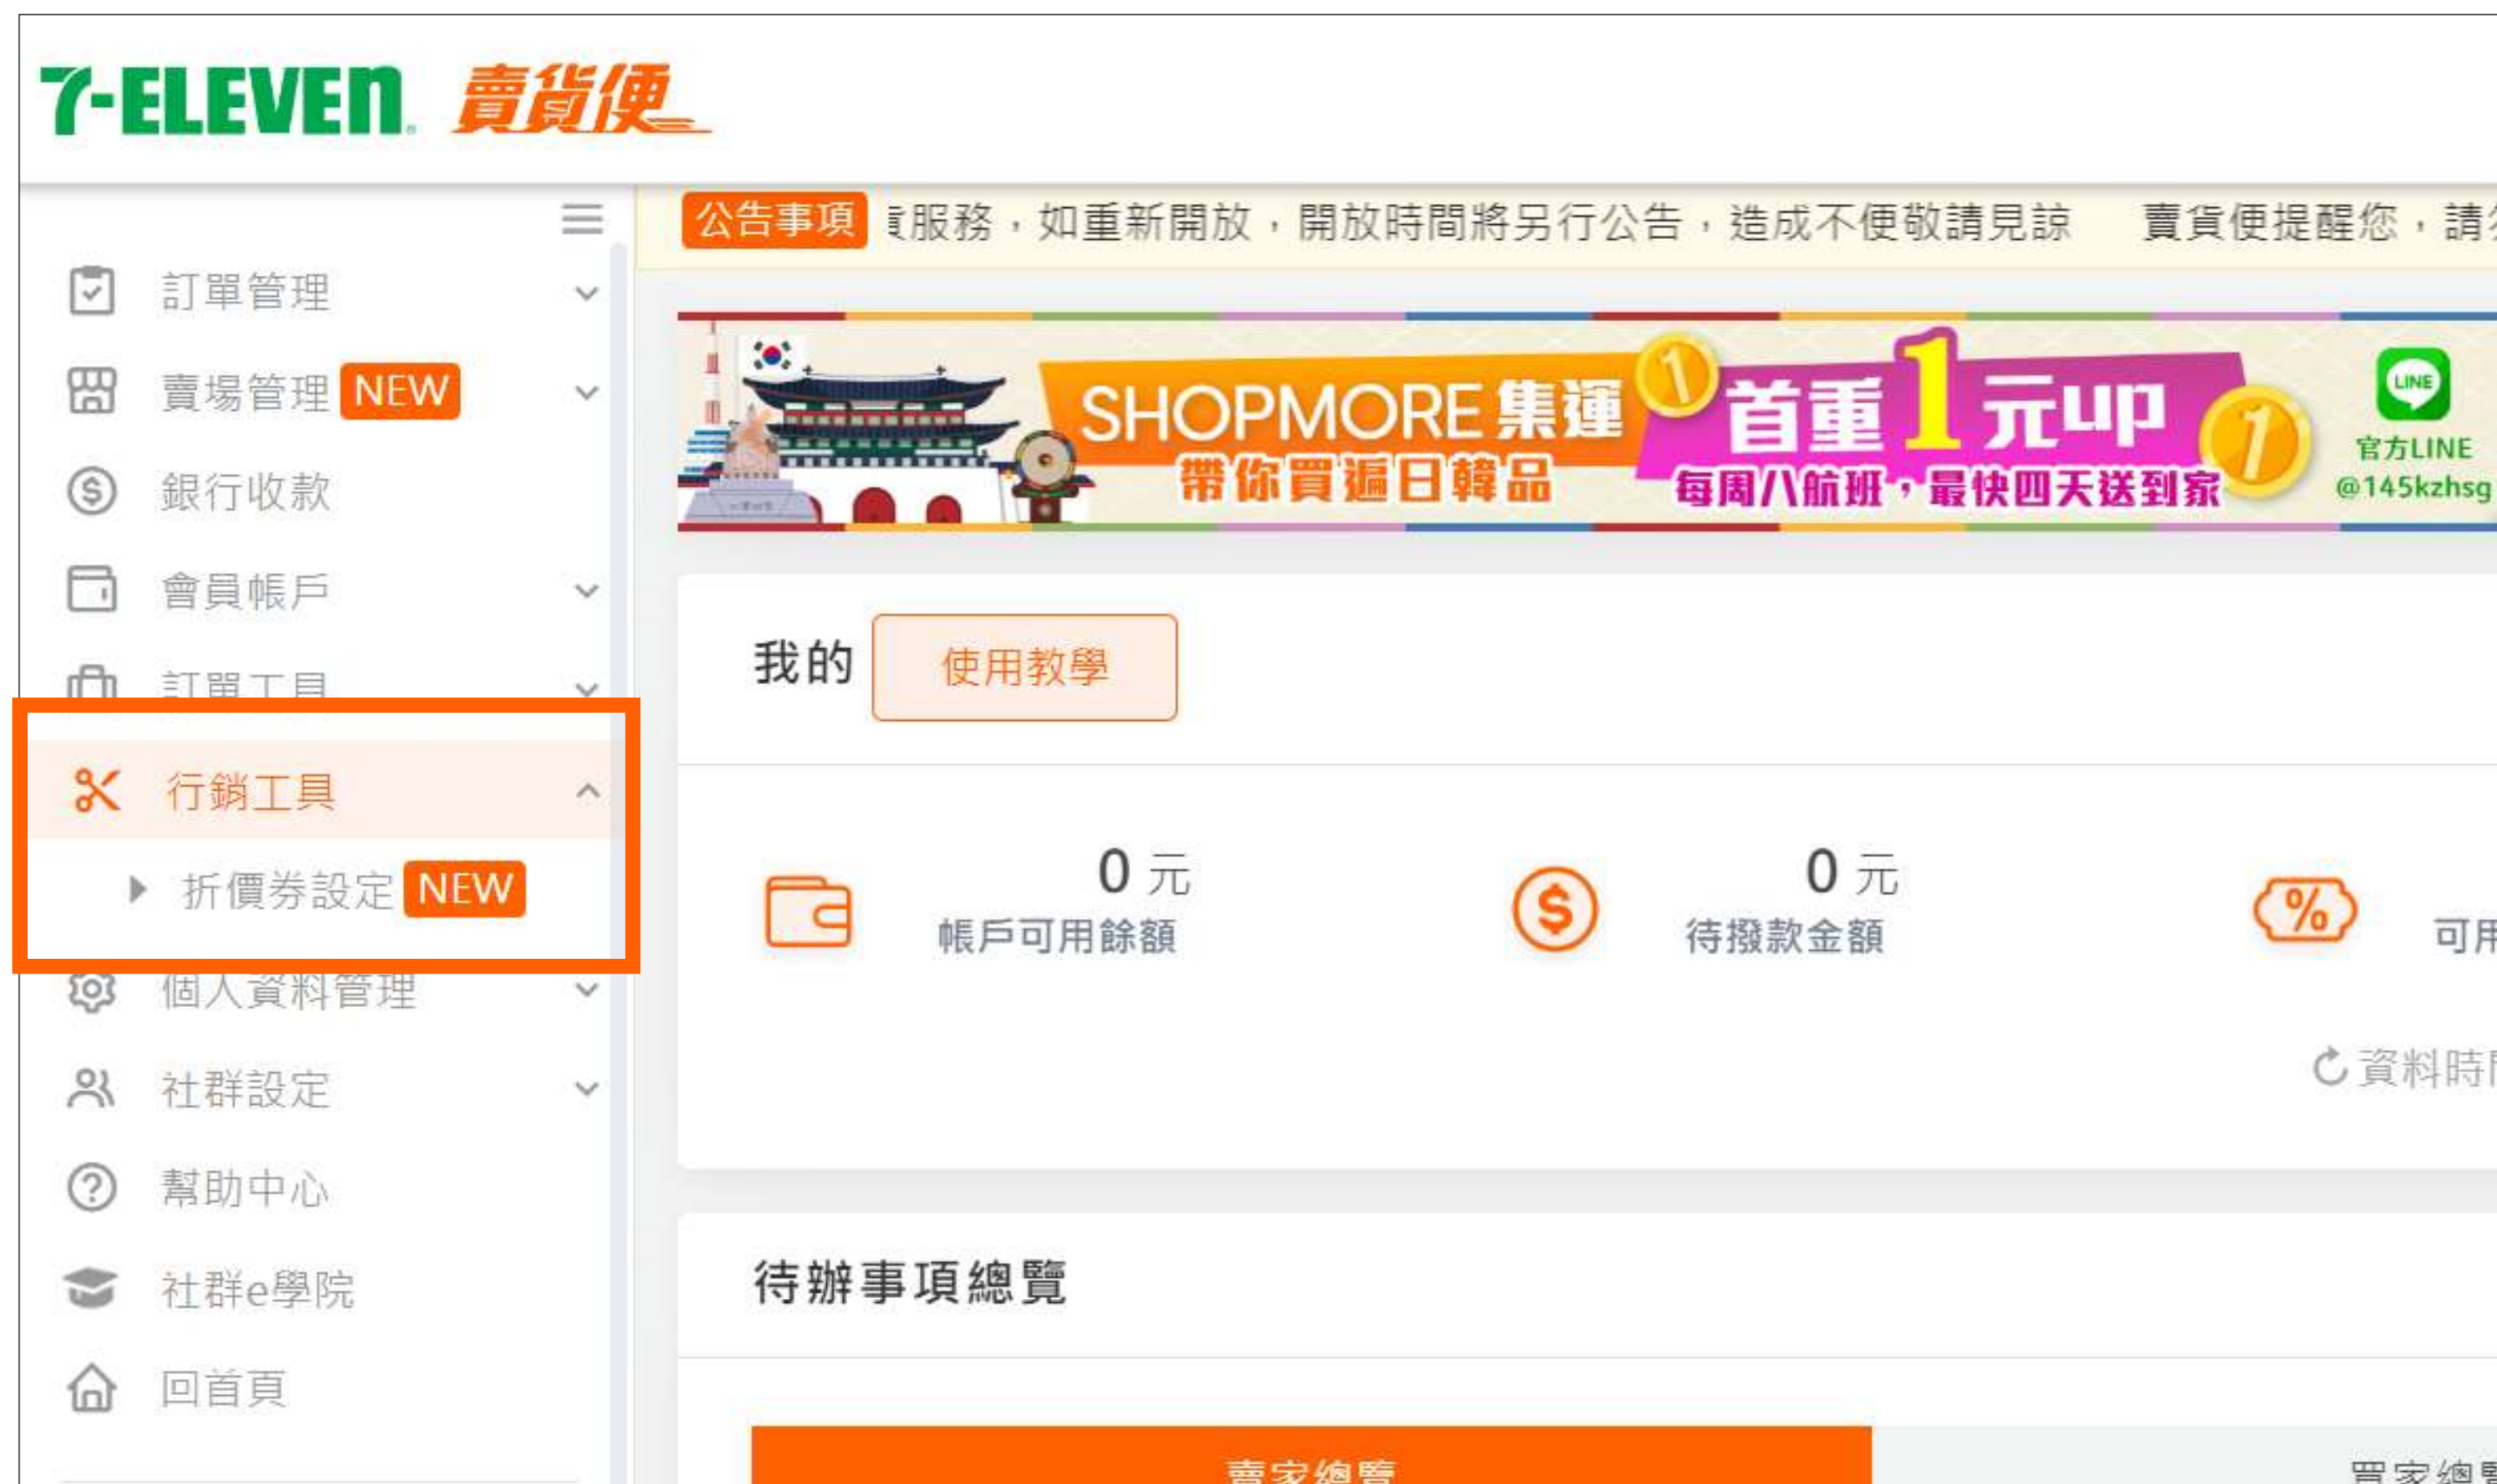 7-ELEVEN 賣貨便
公告事項 服務，如重新開放，開放時間將另行公告，造成不便敬請見諒 賣貨便提醒您，請
訂單管理
賣場管理 NEW
銀行收款
會員帳戶
訂單工具
行銷工具
折價券設定 NEW
個人資料管理
社群設定
幫助中心
社群e學院
回首頁
SHOPMORE 集運
帶你買遍日韓品
首重1元up
每周八航班，最快四天送到家
LINE
官方LINE
@145kzhsg
我的 使用教學
0 元
帳戶可用餘額
0 元
待撥款金額
可用
資料時間
待辦事項總覽
賣家總覽
買家總覽